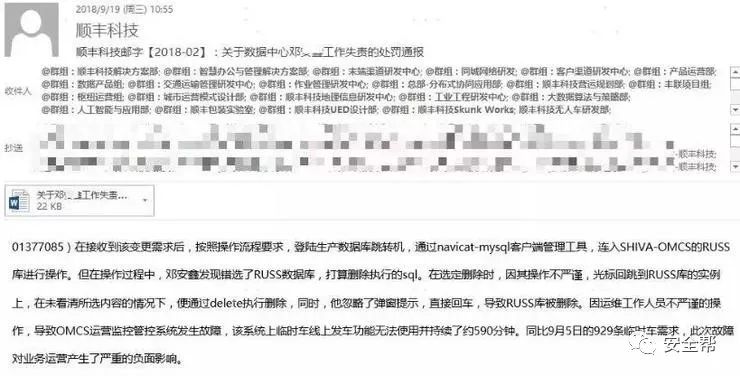 2018/9/19 (周三) 10:55
顺丰科技
顺丰科技邮字【2018-02】：关于数据中心邓 工作失责的处罚通报
收件人
@群组：顺丰科技解决方案部; @群组：智慧办公与管理解决方案部; @群组：末端渠道研发中心; @群组：同城网络研发; @群组：客户渠道研发中心; @群组：产品运营部;
@群组：数据产品组; @群组：交通运输管理研发中心; @群组：作业管理研发中心; @群组：总部-分布式协同应用部; @群组：顺丰科技营运规划部; @群组：丰联项目组;
@群组：枢纽运营组; @群组：城市运营模式设计部; @群组：顺丰科技地理信息研发中心; @群组：工业工程研发中心; @群组：大数据算法与策略部;
@群组：人工智能与应用部; @群组：顺丰包装实验室; @群组：顺丰科技UED设计部; @群组：顺丰科技Skunk Works; 顺丰科技无人车研发部;
抄送
-顺丰科技;
-顺丰科技;
关于邓 工作失责...
22 KB
01377085）在接收到该变更需求后，按照操作流程要求，登陆生产数据库跳转机，通过navicat-mysql客户端管理工具，连入SHIVA-OMCS的RUSS
库进行操作。但在操作过程中，邓安鑫发现错选了RUSS数据库，打算删除执行的sql。在选定删除时，因其操作不严谨，光标回跳到RUSS库的实例
上，在未看清所选内容的情况下，便通过delete执行删除，同时，他忽略了弹窗提示，直接回车，导致RUSS库被删除。因运维工作人员不严谨的操
作，导致OMCS运营监控管控系统发生故障，该系统上临时车线上发车功能无法使用并持续了约590分钟。同比9月5日的929条临时车需求，此次故障
对业务运营产生了严重的负面影响。
安全帮